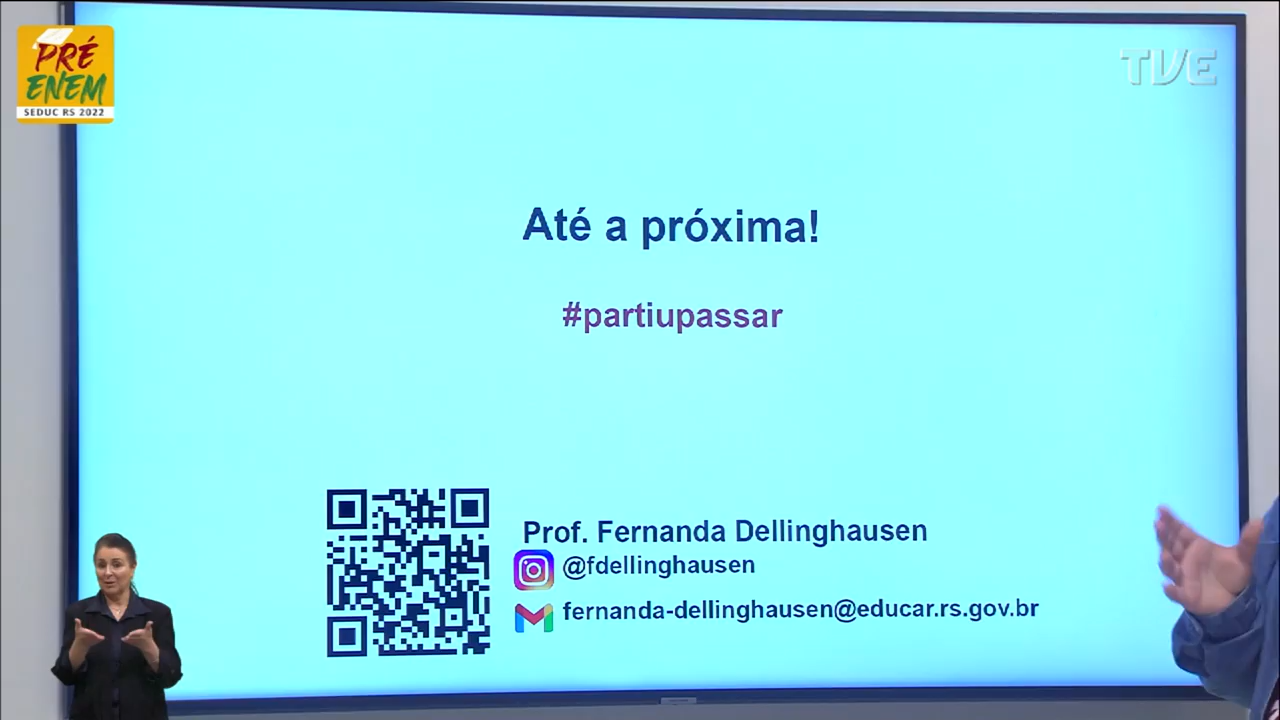 PRÉ
ENEM
SEDUC RS 2022
TVE
Até a próxima!
#partiupassar
Prof. Fernanda Dellinghausen
@fdellinghausen
fernanda-dellinghausen@educar.rs.gov.br